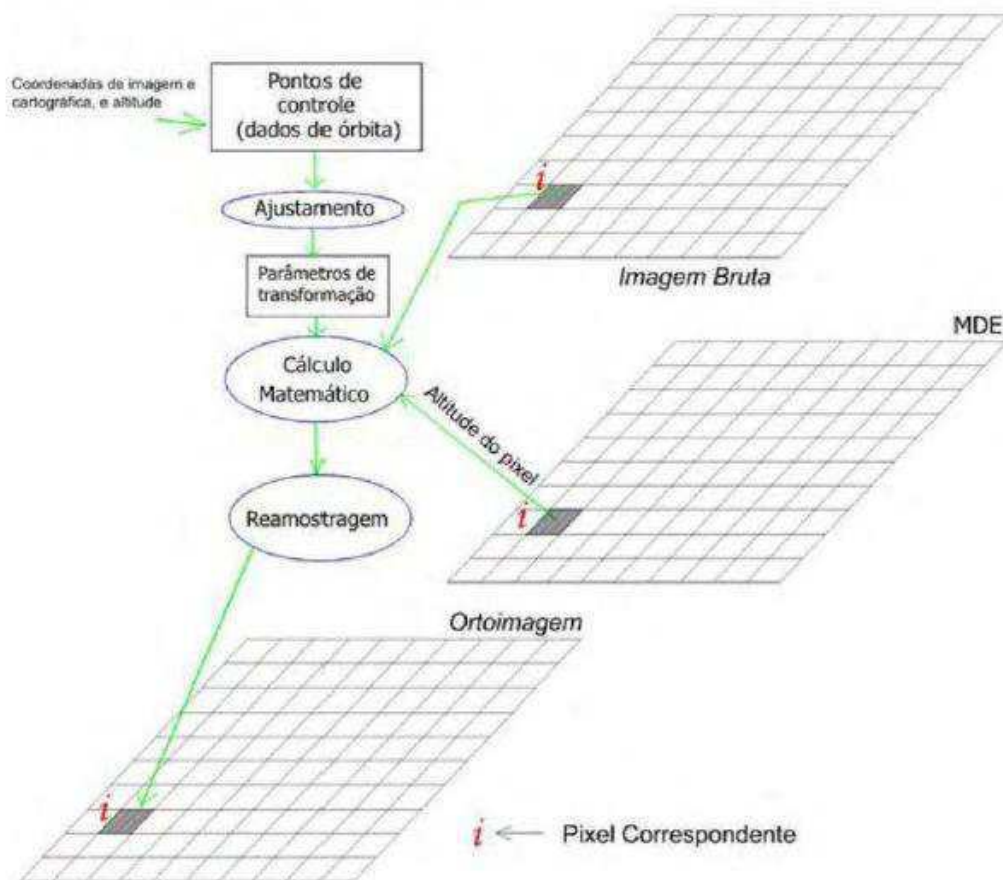 Coordenadas de imagem e
cartográfica, e altitude
Pontos de
controle
(dados de órbita)
Ajustamento
Parâmetros de
transformação
Cálculo
Matemático
Reamostragem
i
Imagem Bruta
MDE
Altitude do pixel
i
Ortoimagem
i
i
Pixel Correspondente